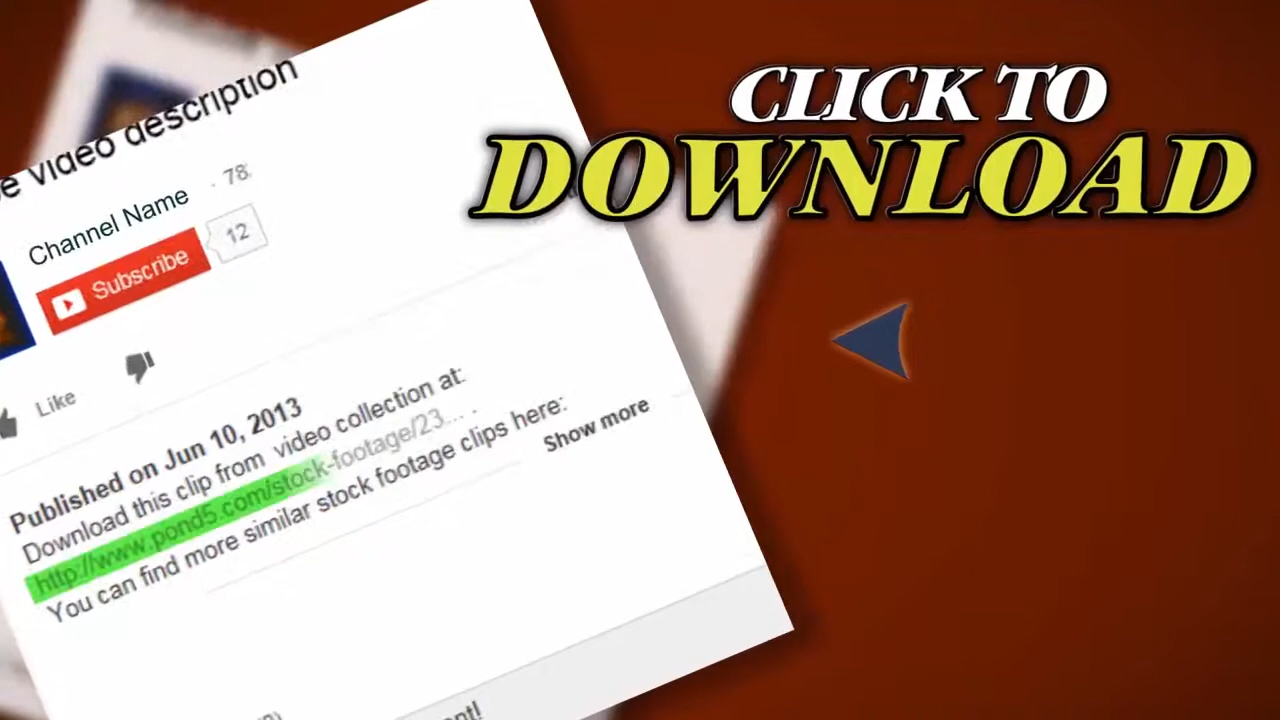 CLICK TO
DOWNLOAD
video description
Channel Name
Subscribe
12
Like
Published on Jun 10, 2013
Download this clip from video collection at:
http://www.pond5.com/stock-footage/23...
You can find more similar stock footage clips here:
Show more